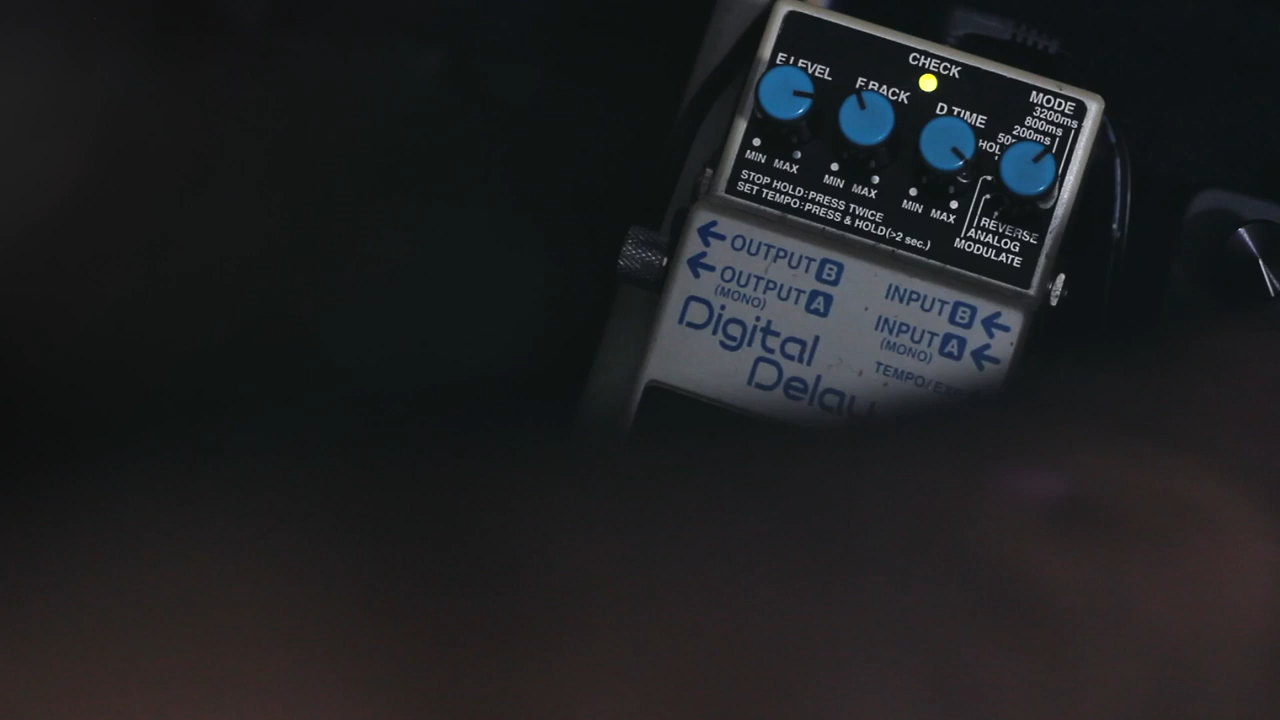 CHECK
E.LEVEL
F.BACK
D.TIME
MODE
3200ms
800ms
200ms
MIN MAX
MIN MAX
MIN MAX
STOP HOLD:PRESS TWICE
SET TEMPO:PRESS & HOLD(>2 sec.)
REVERSE
ANALOG
MODULATE
OUTPUT B
OUTPUT A
(MONO)
INPUT B
INPUT A
(MONO)
Digital
Delay
TEMPO/